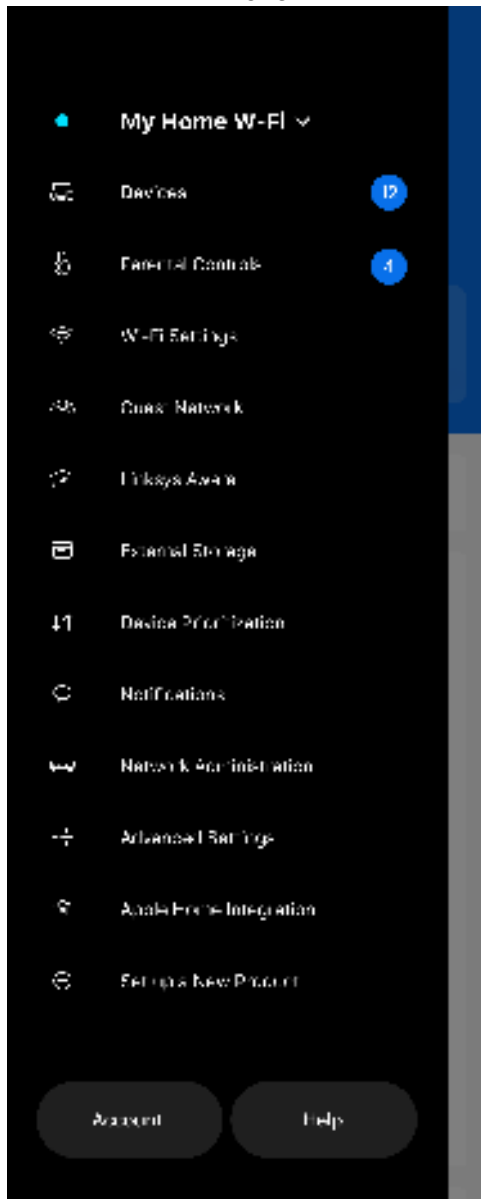 My Home W-Fi
Devices
12
Parental Controls
4
Wi-Fi Settings
Guest Network
Linksys Aware
External Storage
Device Prioritization
Notifications
Network Administration
Advanced Settings
Apple Home Integration
Set up a New Product
Account
Help